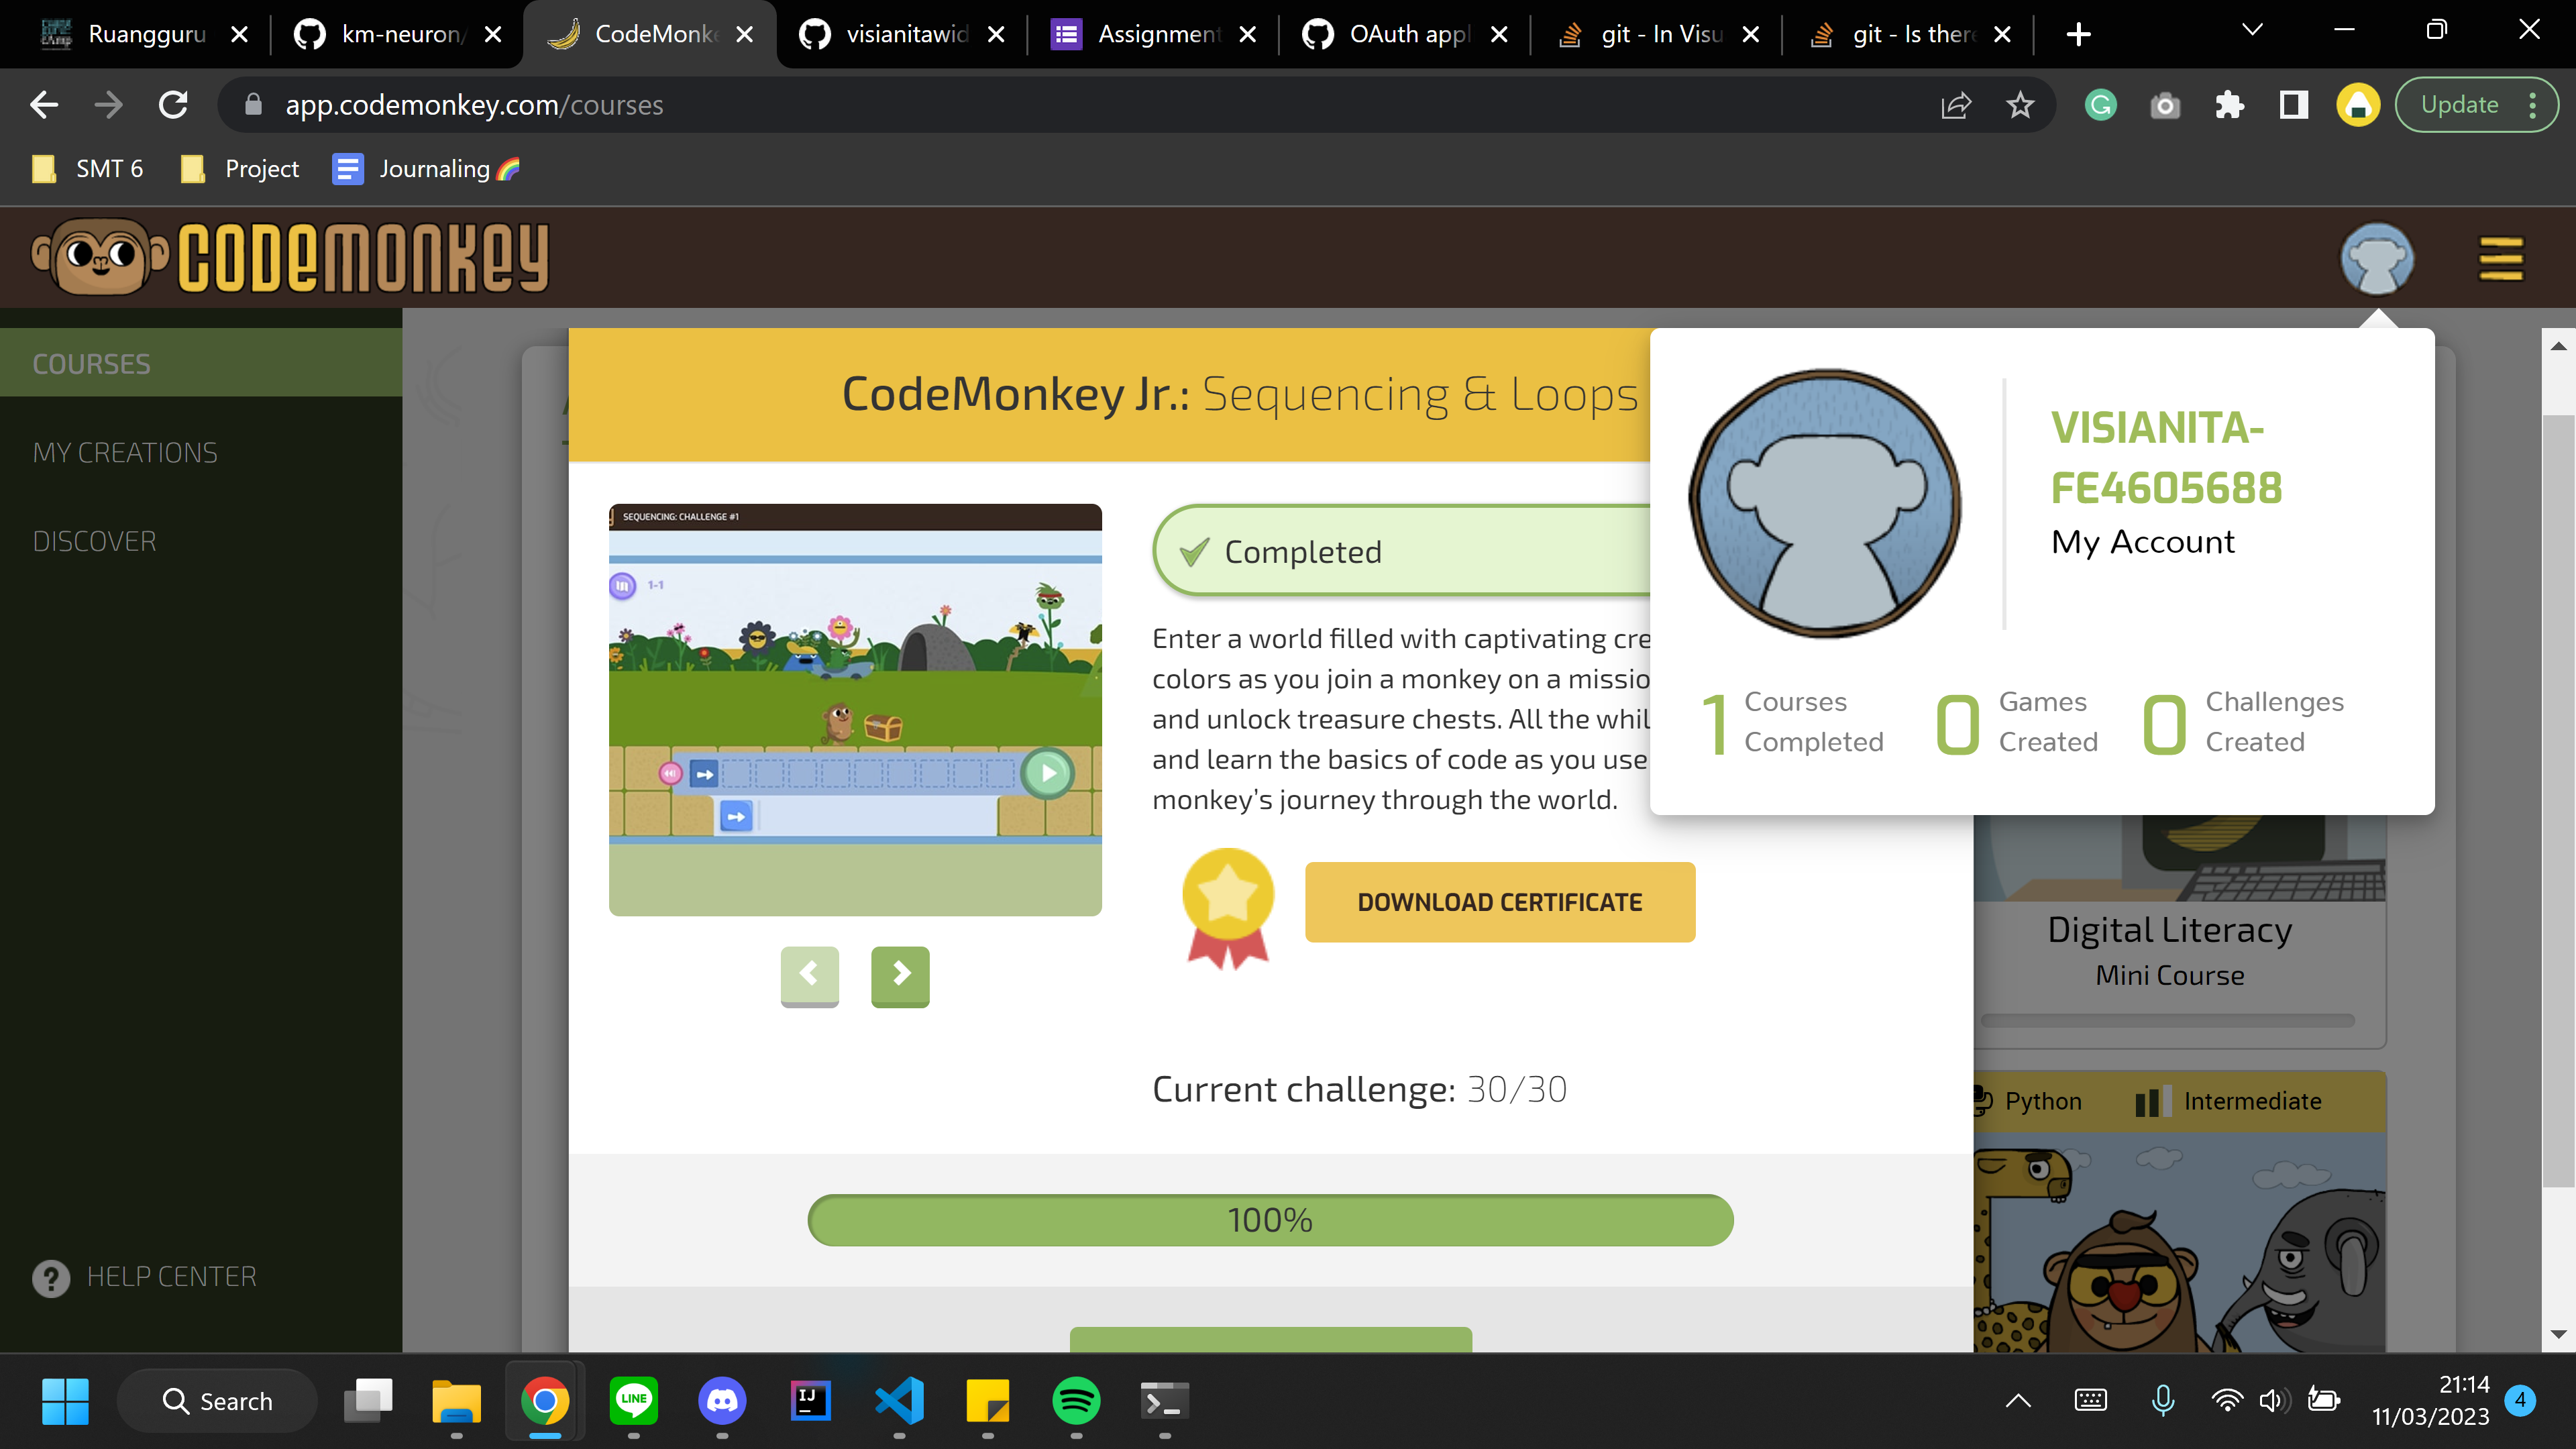 Ruangguru
km-neuron/
CodeMonke
visianitawid
Assignment
OAuth appl
git - In Visu
git - Is there
app.codemonkey.com/courses
Update
SMT 6
Project
Journaling🌈
CODEMONKEY
COURSES
MY CREATIONS
DISCOVER
HELP CENTER
CodeMonkey Jr.: Sequencing & Loops
SEQUENCING: CHALLENGE #1
1-1
Completed
Enter a world filled with captivating cre
colors as you join a monkey on a missio
and unlock treasure chests. All the whil
and learn the basics of code as you use
monkey’s journey through the world.
DOWNLOAD CERTIFICATE
Current challenge: 30/30
100%
VISIANITA-
FE4605688
My Account
1 Courses Completed
0 Games Created
0 Challenges Created
Digital Literacy
Mini Course
Python
Intermediate
Search
LINE
IJ
21:14
11/03/2023
4